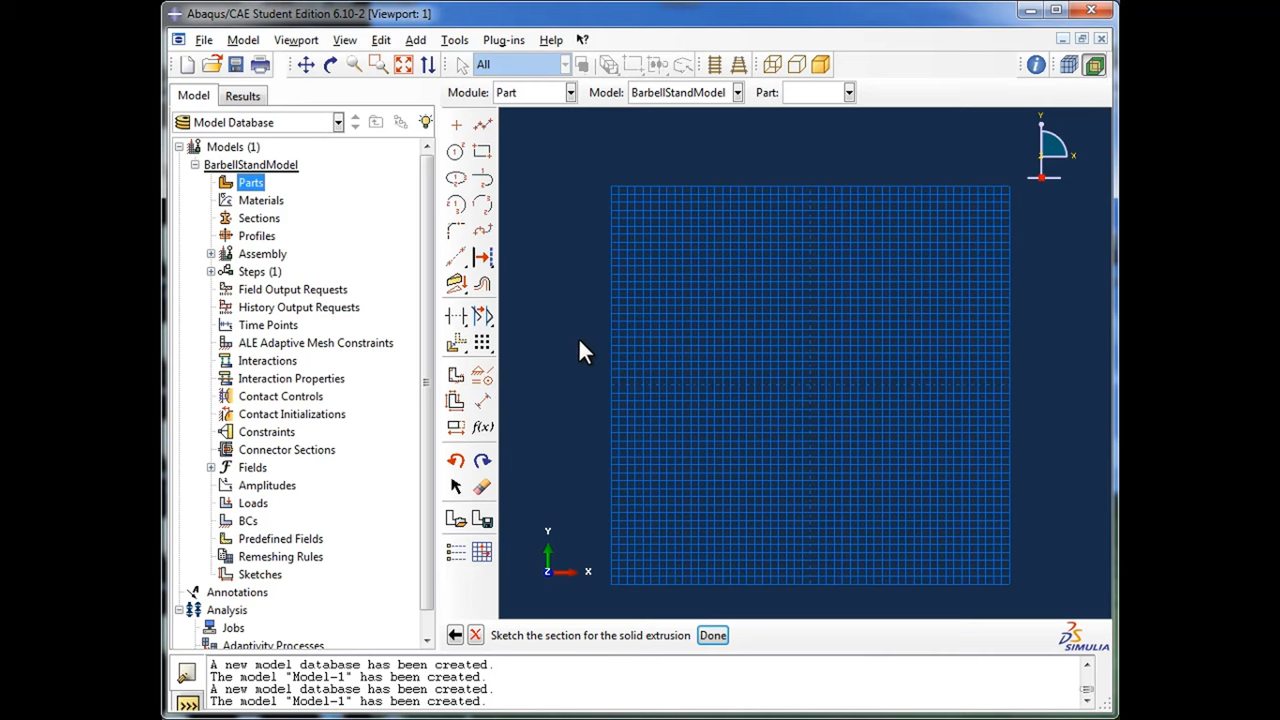 Abaqus/CAE Student Edition 6.10-2 [Viewport: 1]
File Model Viewport View Edit Add Tools Plug-ins Help
All
Model Results
Module: Part Model: BarbellStandModel Part:
Model Database
Models (1)
BarbellStandModel
Parts
Materials
Sections
Profiles
Assembly
Steps (1)
Field Output Requests
History Output Requests
Time Points
ALE Adaptive Mesh Constraints
Interactions
Interaction Properties
Contact Controls
Contact Initializations
Constraints
Connector Sections
Fields
Amplitudes
Loads
BCs
Predefined Fields
Remeshing Rules
Sketches
Annotations
Analysis
Jobs
Adaptivity Processes
f(x)
Y
X
Y
Z
X
Sketch the section for the solid extrusion Done
SIMULIA
A new model database has been created.
The model "Model-1" has been created.
A new model database has been created.
The model "Model-1" has been created.
>>>